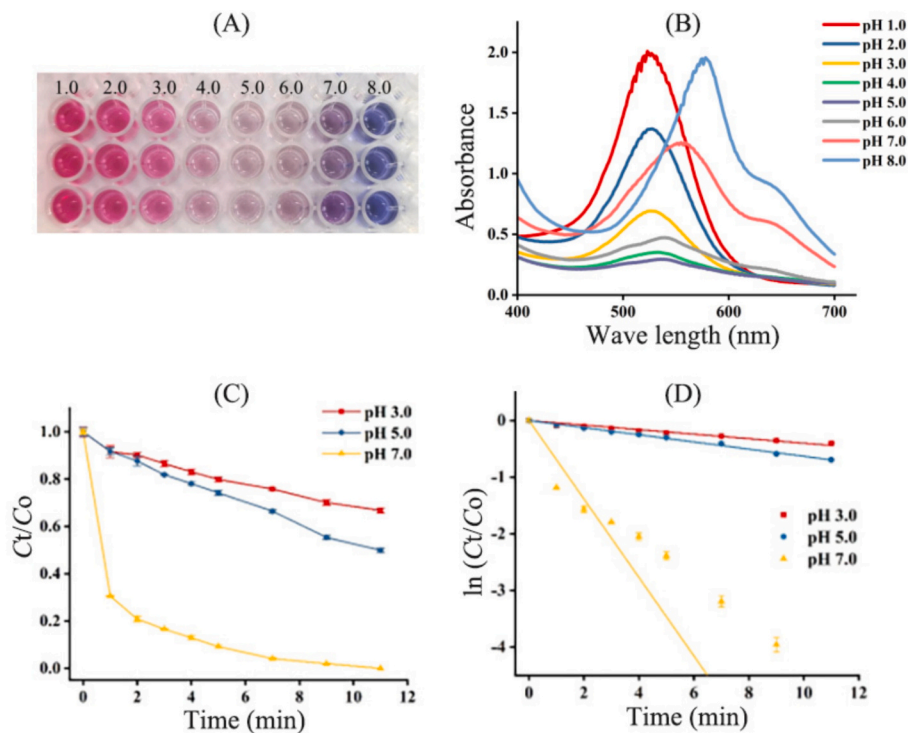 (A)
1.0 2.0 3.0 4.0 5.0 6.0 7.0 8.0
(B)
Absorbance
2.0
1.5
1.0
0.5
0.0
400 500 600 700
Wave length (nm)
pH 1.0
pH 2.0
pH 3.0
pH 4.0
pH 5.0
pH 6.0
pH 7.0
pH 8.0
(C)
Ct/Co
1.0
0.8
0.6
0.4
0.2
0.0
0 2 4 6 8 10 12
Time (min)
pH 3.0
pH 5.0
pH 7.0
(D)
ln (Ct/Co)
0
-1
-2
-3
-4
0 2 4 6 8 10 12
Time (min)
pH 3.0
pH 5.0
pH 7.0